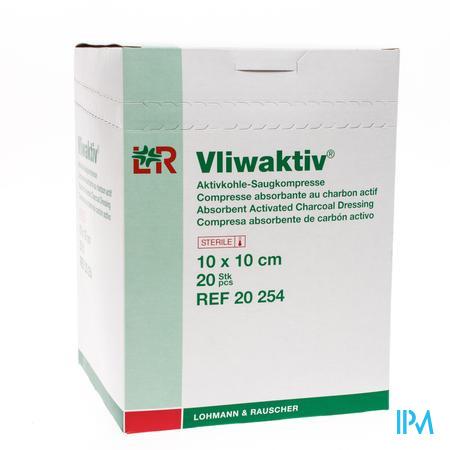 L&R Vliwaktiv®
Aktivkohle-Saugkompresse
Compresse absorbante au charbon actif
Absorbent Activated Charcoal Dressing
Compresa absorbente de carbón activo
STERILE
10 x 10 cm
20 Stk pcs
REF 20 254
LOHMANN & RAUSCHER
IPM